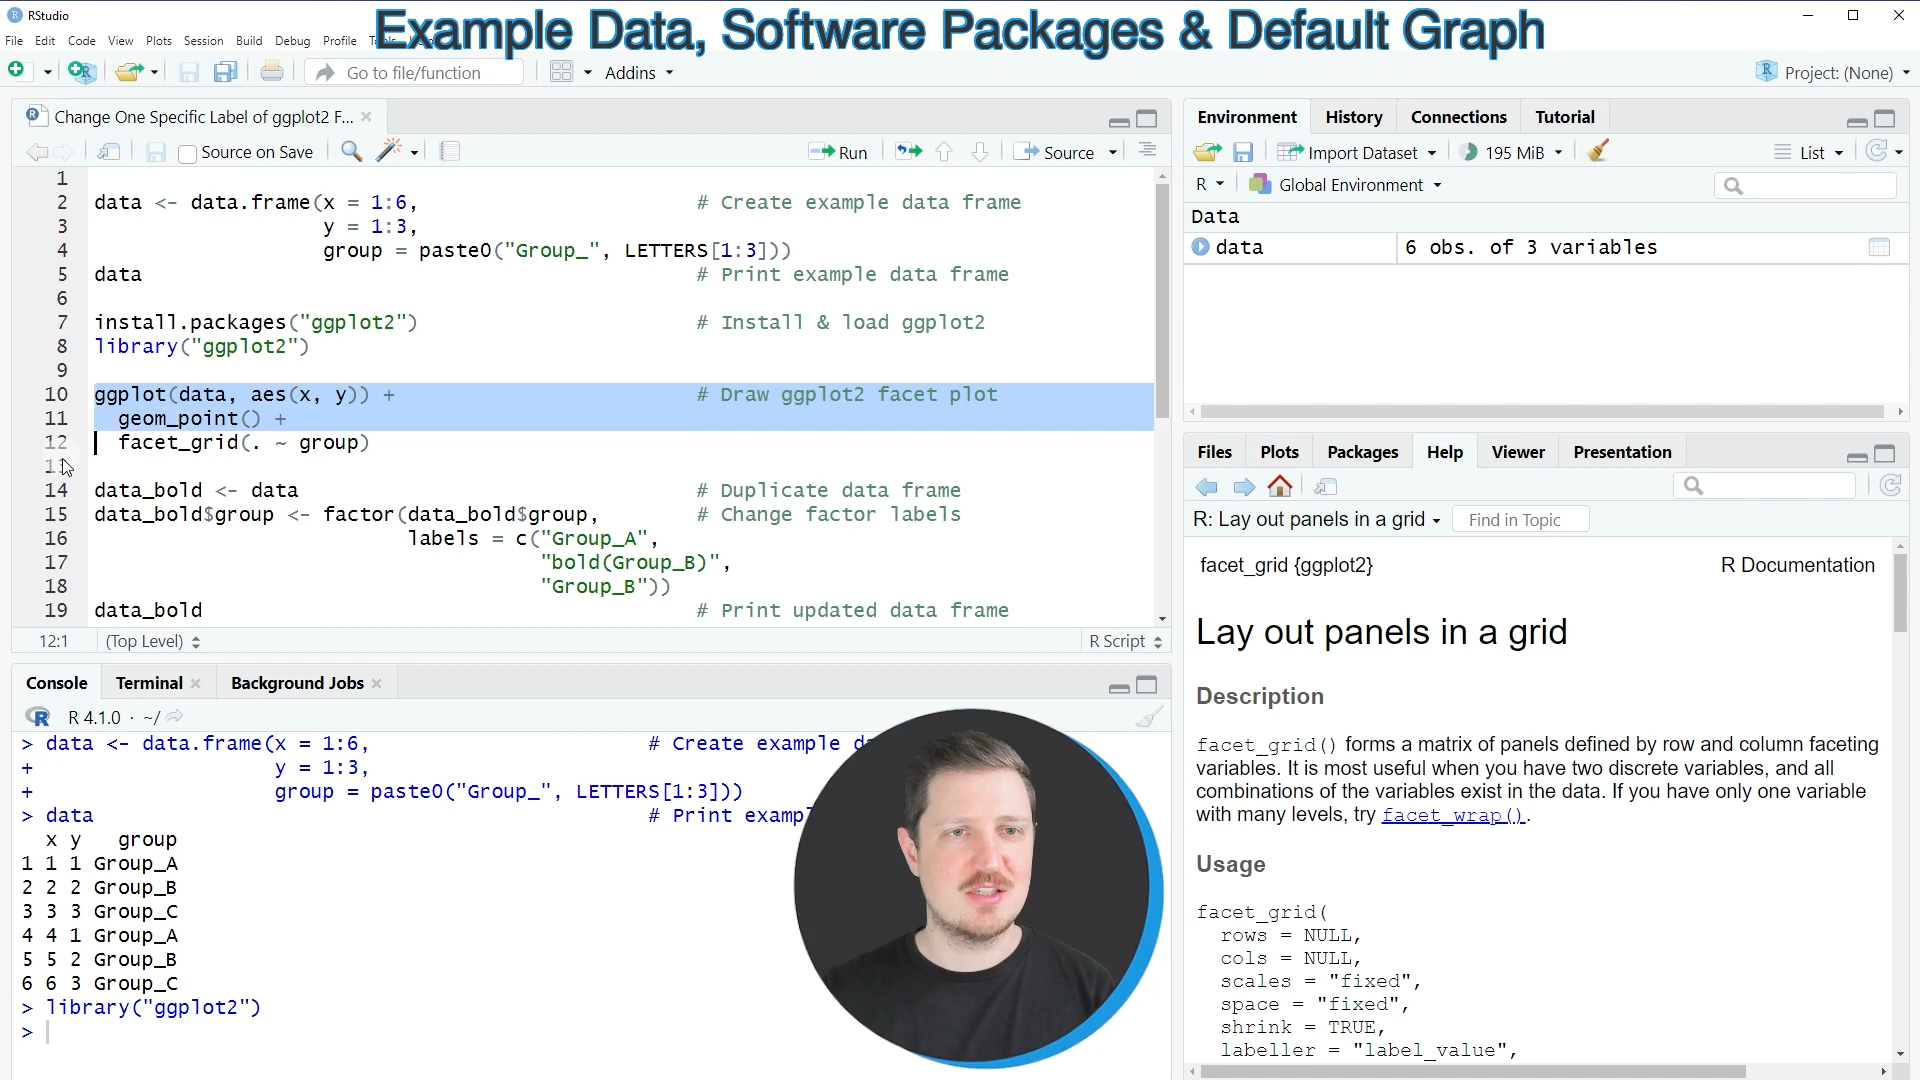 RStudio
Example Data, Software Packages & Default Graph
File Edit Code View Plots Session Build Debug Profile
Go to file/function
Addins
Project: (None)
Change One Specific Label of ggplot2 F...
Source on Save
Run
Source
1
2 data <- data.frame(x = 1:6, # Create example data frame
3 y = 1:3,
4 group = paste0("Group_", LETTERS[1:3]))
5 data # Print example data frame
6
7 install.packages("ggplot2") # Install & load ggplot2
8 library("ggplot2")
9
10 ggplot(data, aes(x, y)) + # Draw ggplot2 facet plot
11 geom_point() +
12 facet_grid(. ~ group)
14 data_bold <- data # Duplicate data frame
15 data_bold$group <- factor(data_bold$group, # Change factor labels
16 labels = c("Group_A",
17 "bold(Group_B)",
18 "Group_B"))
19 data_bold # Print updated data frame
12:1 (Top Level) R Script
Console Terminal Background Jobs
R 4.1.0 · ~/
> data <- data.frame(x = 1:6, # Create example
+ y = 1:3,
+ group = paste0("Group_", LETTERS[1:3]))
> data # Print examp
x y group
1 1 1 Group_A
2 2 2 Group_B
3 3 3 Group_C
4 4 1 Group_A
5 5 2 Group_B
6 6 3 Group_C
> library("ggplot2")
>
Environment History Connections Tutorial
Import Dataset 195 MiB List
R Global Environment
Data
data 6 obs. of 3 variables
Files Plots Packages Help Viewer Presentation
R: Lay out panels in a grid Find in Topic
facet_grid {ggplot2} R Documentation
Lay out panels in a grid
Description
facet_grid() forms a matrix of panels defined by row and column faceting
variables. It is most useful when you have two discrete variables, and all
combinations of the variables exist in the data. If you have only one variable
with many levels, try facet_wrap().
Usage
facet_grid(
rows = NULL,
cols = NULL,
scales = "fixed",
space = "fixed",
shrink = TRUE,
labeller = "label_value",